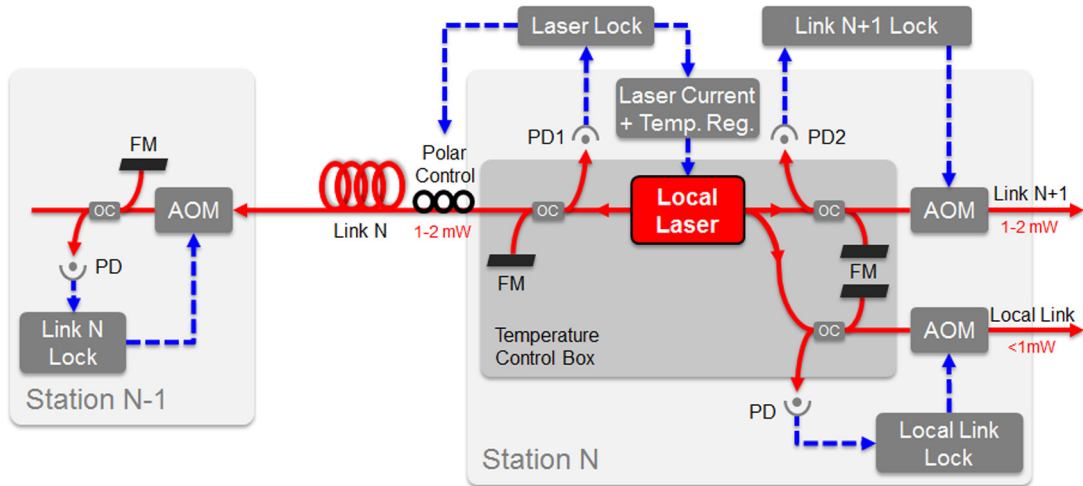 Laser Lock
Link N+1 Lock
Laser Current
+ Temp. Reg.
PD1
PD2
FM
Polar
Control
AOM
OC
Link N
1-2 mW
OC
Local
Laser
OC
AOM
Link N+1
1-2 mW
PD
FM
FM
Link N
Lock
Temperature
Control Box
OC
AOM
Local Link
<1mW
Station N-1
PD
Local Link
Lock
Station N